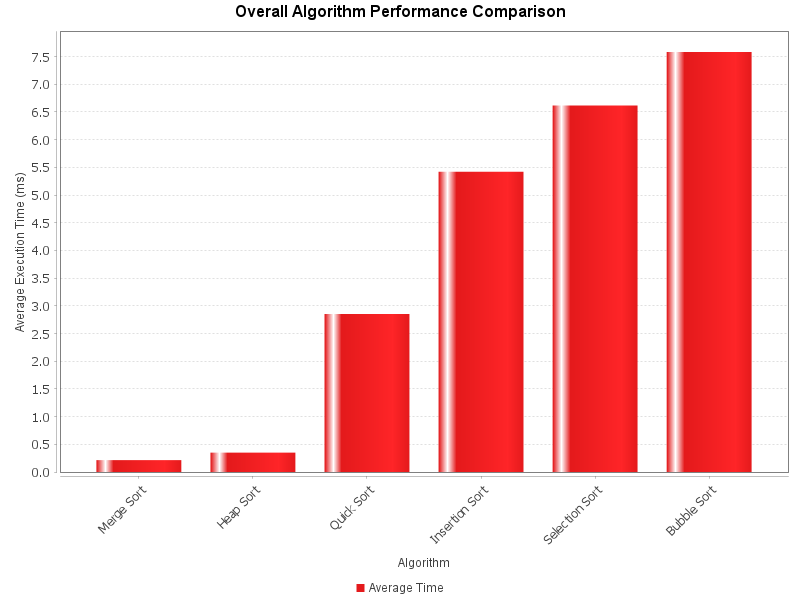 Overall Algorithm Performance Comparison
Average Execution Time (ms)
7.5
7.0
6.5
6.0
5.5
5.0
4.5
4.0
3.5
3.0
2.5
2.0
1.5
1.0
0.5
0.0
Merge Sort
Heap Sort
Quick Sort
Insertion Sort
Selection Sort
Bubble Sort
Algorithm
Average Time